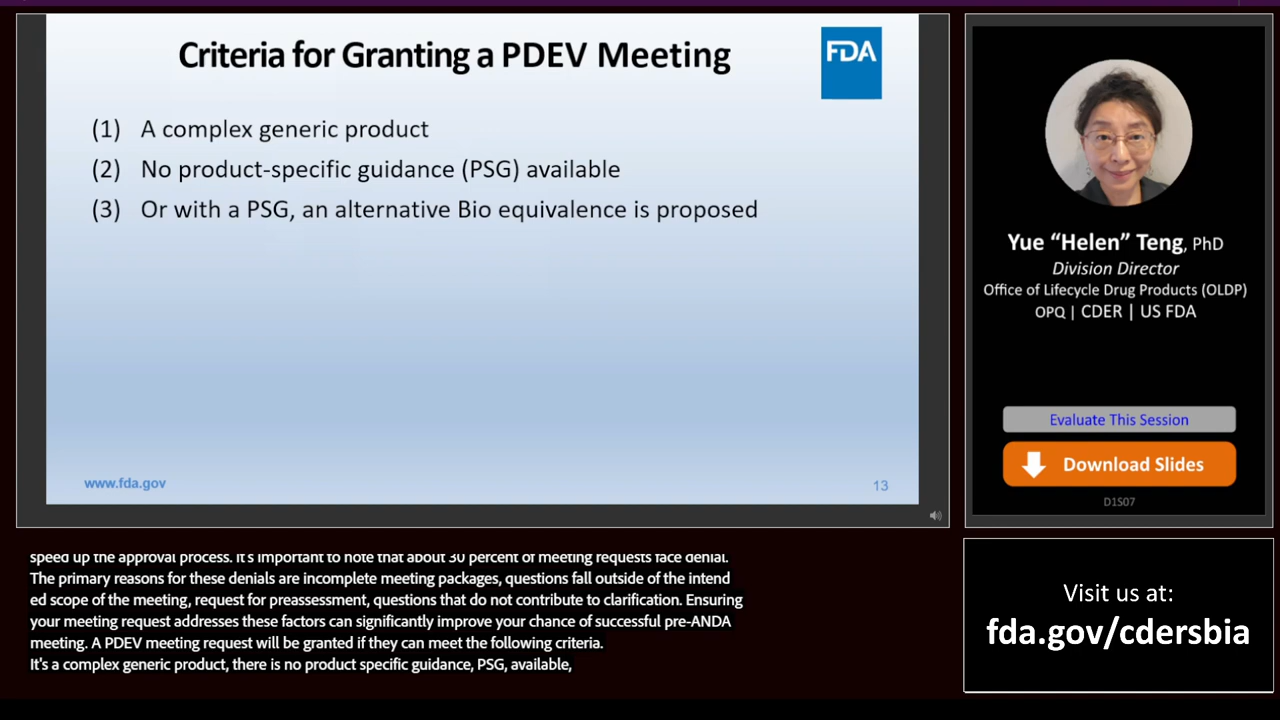 Criteria for Granting a PDEV Meeting
FDA
(1) A complex generic product
(2) No product-specific guidance (PSG) available
(3) Or with a PSG, an alternative Bio equivalence is proposed
www.fda.gov
13
Yue “Helen” Teng, PhD
Division Director
Office of Lifecycle Drug Products (OLDP)
OPQ | CDER | US FDA
Evaluate This Session
Download Slides
D1S07
speed up the approval process. It's important to note that about 30 percent of meeting requests face denial.
The primary reasons for these denials are incomplete meeting packages, questions fall outside of the intend
ed scope of the meeting, request for preassessment, questions that do not contribute to clarification. Ensuring
your meeting request addresses these factors can significantly improve your chance of successful pre-ANDA
meeting. A PDEV meeting request will be granted if they can meet the following criteria.
It's a complex generic product, there is no product specific guidance, PSG, available,
Visit us at:
fda.gov/cdersbia